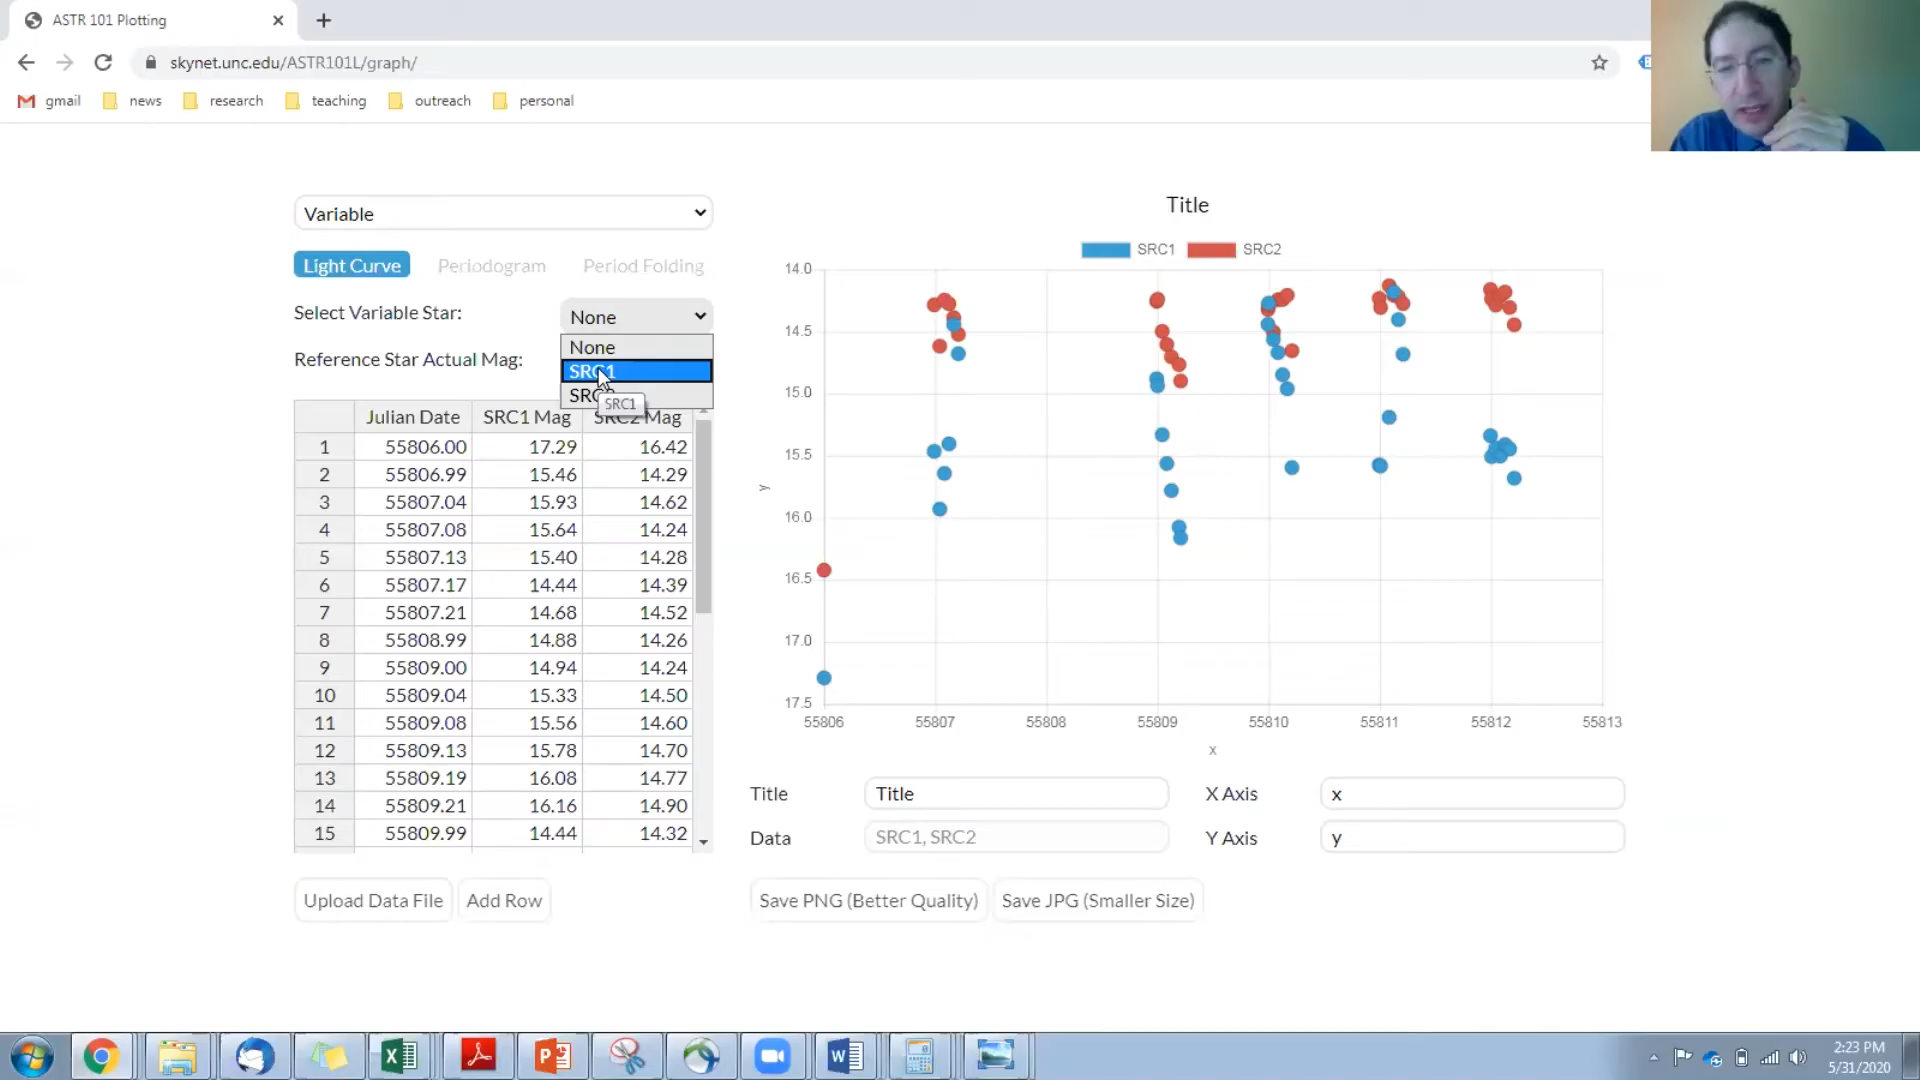 ASTR 101 Plotting
skynet.unc.edu/ASTR101L/graph/
gmail news research teaching outreach personal
Variable
Light Curve Periodogram Period Folding
Select Variable Star: None
None
SRC1
Reference Star Actual Mag:
SRC1
Julian Date SRC1 Mag SRC2 Mag
1 55806.00 17.29 16.42
2 55806.99 15.46 14.29
3 55807.04 15.93 14.62
4 55807.08 15.64 14.24
5 55807.13 15.40 14.28
6 55807.17 14.44 14.39
7 55807.21 14.68 14.52
8 55808.99 14.88 14.26
9 55809.00 14.94 14.24
10 55809.04 15.33 14.50
11 55809.08 15.56 14.60
12 55809.13 15.78 14.70
13 55809.19 16.08 14.77
14 55809.21 16.16 14.90
15 55809.99 14.44 14.32
Upload Data File Add Row
Title
SRC1 SRC2
14.0
14.5
15.0
15.5
16.0
16.5
17.0
17.5
y
55806 55807 55808 55809 55810 55811 55812 55813
x
Title Title X Axis x
Data SRC1, SRC2 Y Axis y
Save PNG (Better Quality) Save JPG (Smaller Size)
2:23 PM
5/31/2020